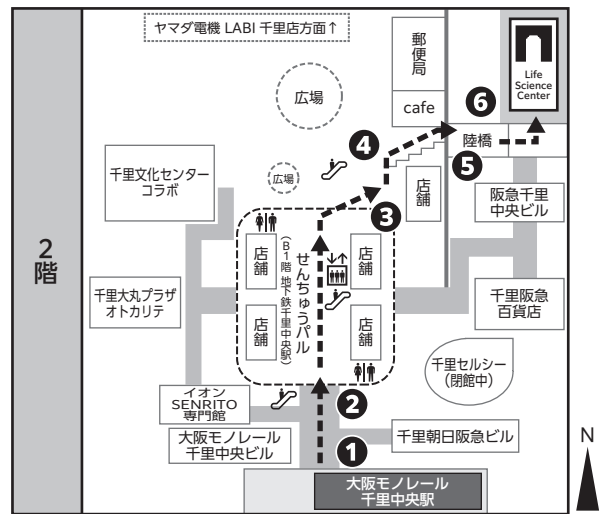 2階
ヤマダ電機 LABI 千里店方面↑
郵便局
cafe
広場
広場
Life
Science
Center
❻
陸橋
❺
❹
❸
店舗
千里文化センター
コラボ
阪急千里
中央ビル
店舗
店舗
せんちゅうパル
(B1階 地下鉄千里中央駅)
店舗
店舗
千里大丸プラザ
オトカリテ
千里阪急
百貨店
千里セルシー
(閉館中)
イオン
SENRITO
専門館
❷
大阪モノレール
千里中央ビル
❶
千里朝日阪急ビル
大阪モノレール
千里中央駅
N